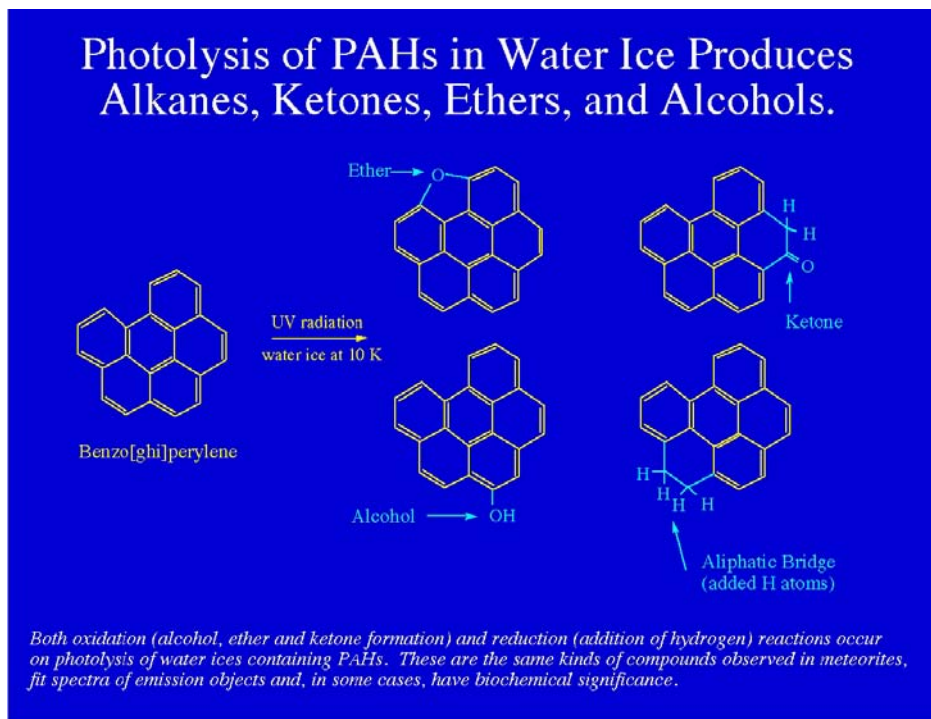 Photolysis of PAHs in Water Ice Produces
Alkanes, Ketones, Ethers, and Alcohols.
Ether
O
H
H
O
Ketone
UV radiation
water ice at 10 K
Benzo[ghi]perylene
Alcohol
OH
H
H
H
H
Aliphatic Bridge
(added H atoms)
Both oxidation (alcohol, ether and ketone formation) and reduction (addition of hydrogen) reactions occur
on photolysis of water ices containing PAHs. These are the same kinds of compounds observed in meteorites,
fit spectra of emission objects and, in some cases, have biochemical significance.